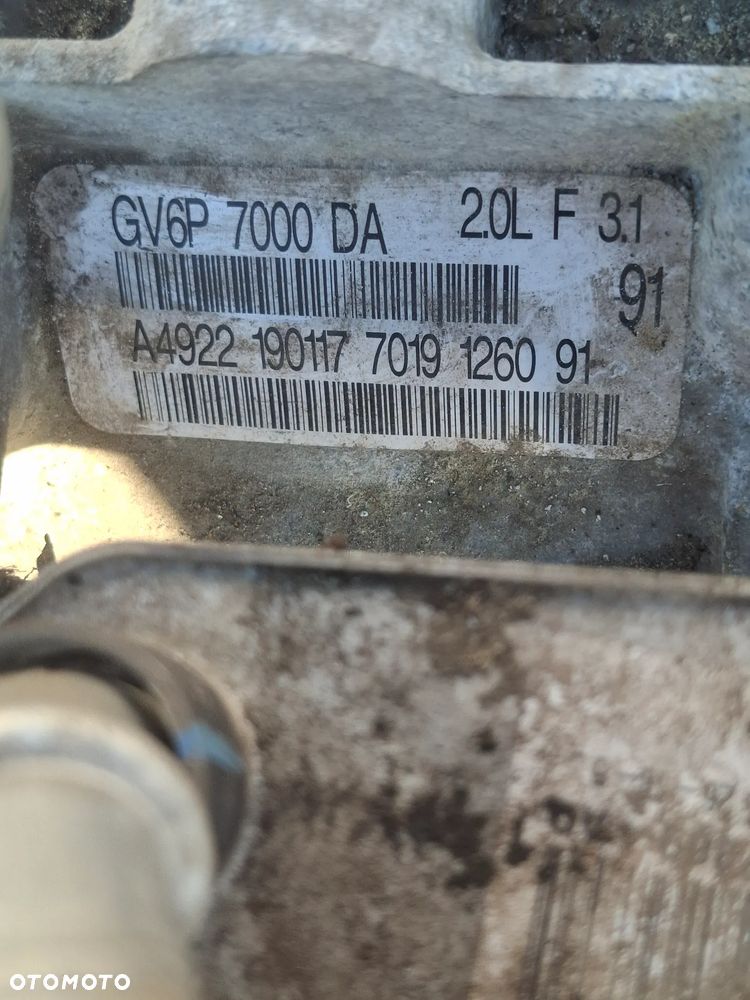 GV6P 7000 DA 2.0L F 3.1
91
A4922 190117 7019 1260 91
OTOMOTO